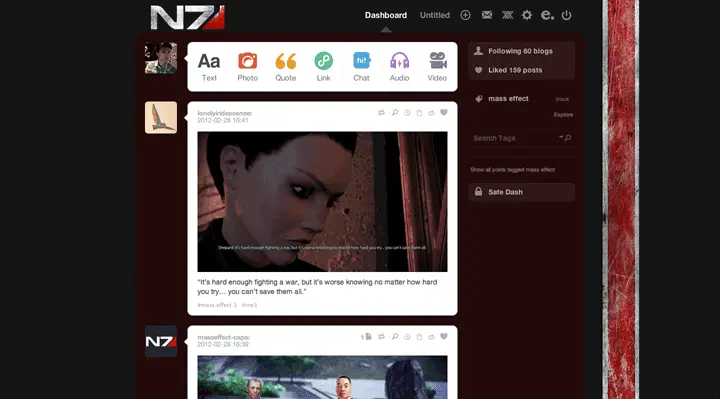 N7
Dashboard
Untitled
Aa
hi!
Text
Photo
Quote
Link
Chat
Audio
Video
Following 60 blogs
Liked 159 posts
mass effect
track
Explore
Search Tags
Show all posts tagged mass effect
Safe Dash
lonelyiridescence:
2012-02-28 16:41
Shepard: It's hard enough fighting a war, but it's worse knowing no matter how hard you try.. you can't save them all.
“It’s hard enough fighting a war, but it’s worse knowing no matter how hard
you try… you can’t save them all.”
#mass effect 3 #me3
N7
masseffect-caps:
2012-02-28 16:39